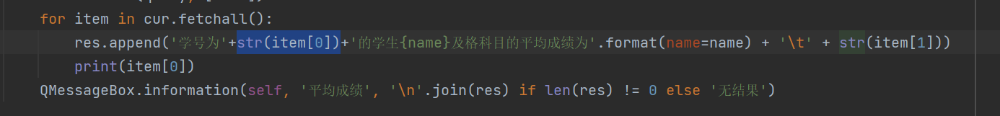 for item in cur.fetchall():
res.append('学号为'+str(item[0])+'的学生{name}及格科目的平均成绩为'.format(name=name) + '\t' + str(item[1]))
print(item[0])
QMessageBox.information(self, '平均成绩', '\n'.join(res) if len(res) != 0 else '无结果')